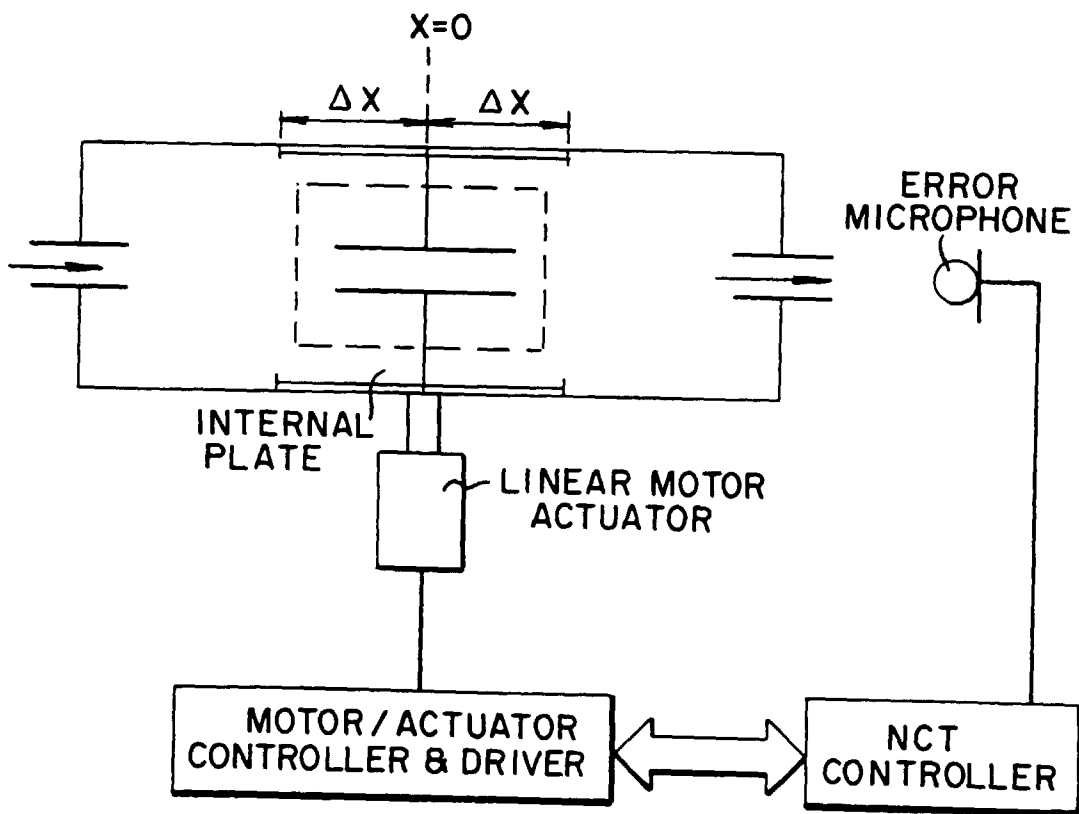 X=0
ΔX ΔX
ERROR
MICROPHONE
INTERNAL
PLATE
LINEAR MOTOR
ACTUATOR
MOTOR/ACTUATOR
CONTROLLER & DRIVER
NCT
CONTROLLER